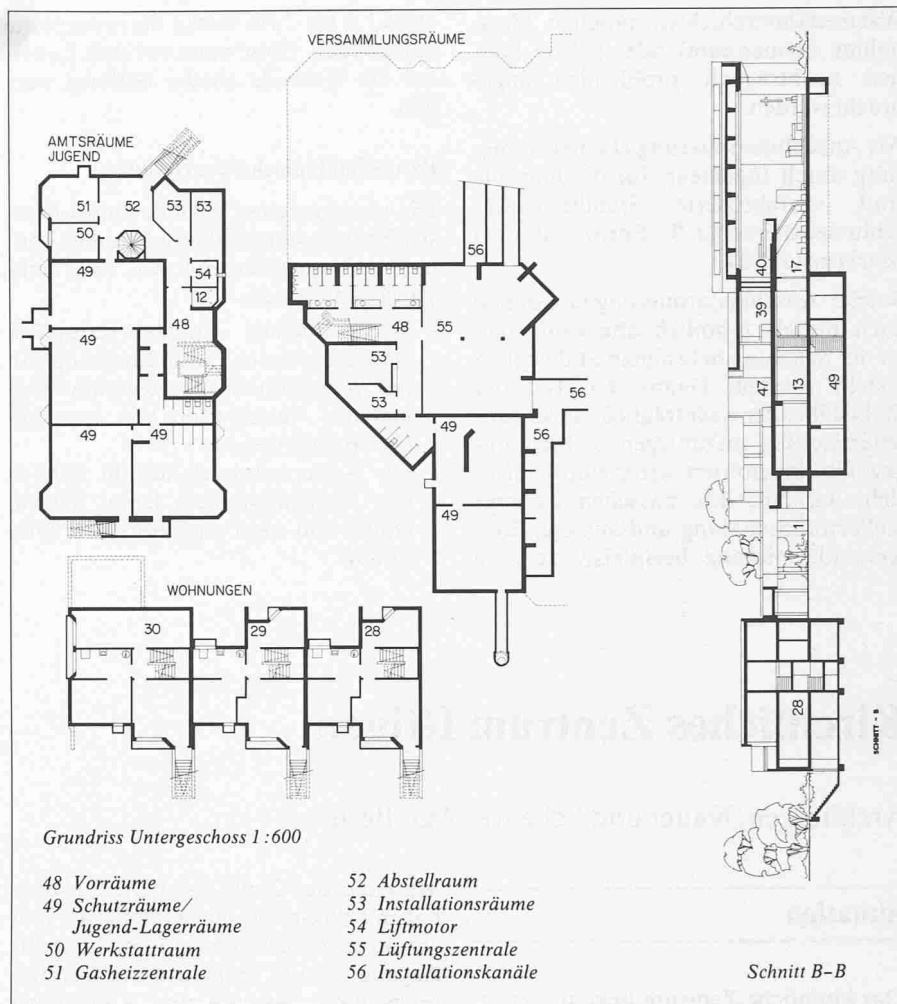 VERSAMMLUNGSRÄUME
AMTSRÄUME
JUGEND
51
52
53
53
50
54
12
49
48
49
49
49
56
48
55
53
53
56
49
56
49
WOHNUNGEN
30
29
28
40
17
39
47
13
49
1
28
SCHNITT - B
Grundriss Untergeschoss 1:600
48 Vorräume
49 Schutzräume/
Jugend-Lagerräume
50 Werkstattraum
51 Gasheizzentrale
52 Abstellraum
53 Installationsräume
54 Liftmotor
55 Lüftungszentrale
56 Installationskanäle
Schnitt B–B